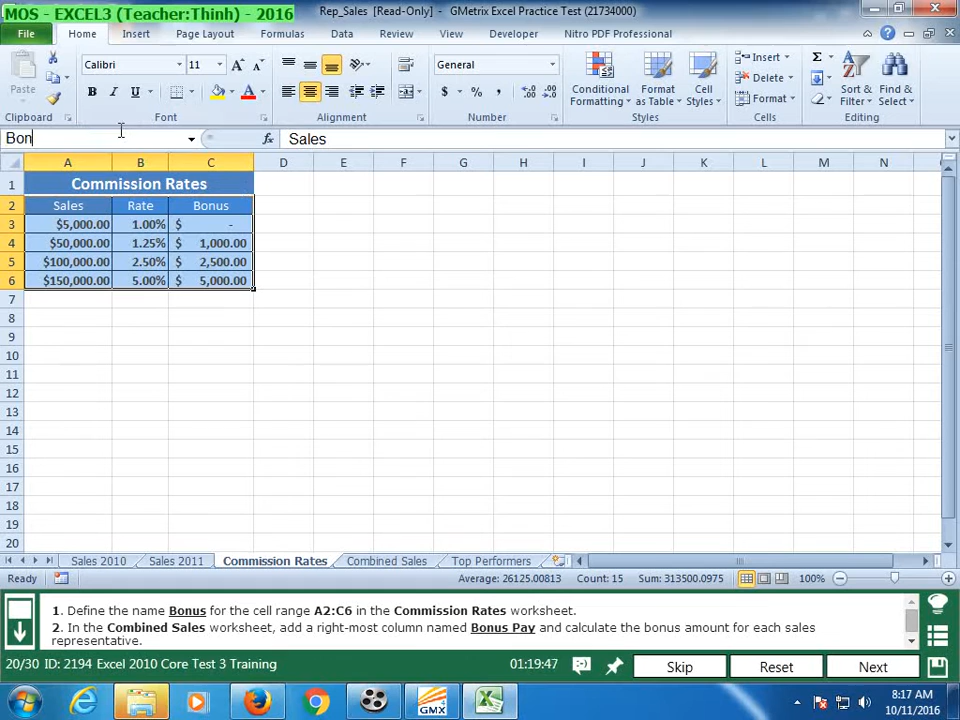 MOS - EXCEL3 (Teacher:Thinh) - 2016
Rep_Sales [Read-Only] - GMetrix Excel Practice Test (21734000)
File Home Insert Page Layout Formulas Data Review View Developer Nitro PDF Professional
Paste Calibri 11 General Conditional Formatting Format as Table Cell Styles Insert Delete Format Sort & Filter Find & Select
B I U $ % ,
Clipboard Font Alignment Number Styles Cells Editing
Bon fx Sales
A B C D E F G H I J K L M N
1 Commission Rates
2 Sales Rate Bonus
3 $5,000.00 1.00% $ -
4 $50,000.00 1.25% $ 1,000.00
5 $100,000.00 2.50% $ 2,500.00
6 $150,000.00 5.00% $ 5,000.00
7
8
9
10
11
12
13
14
15
16
17
18
19
20
Sales 2010 Sales 2011 Commission Rates Combined Sales Top Performers
Ready Average: 26125.00813 Count: 15 Sum: 313500.0975 100%
1. Define the name Bonus for the cell range A2:C6 in the Commission Rates worksheet.
2. In the Combined Sales worksheet, add a right-most column named Bonus Pay and calculate the bonus amount for each sales
representative.
20/30 ID: 2194 Excel 2010 Core Test 3 Training 01:19:47 Skip Reset Next
GMX 8:17 AM
10/11/2016